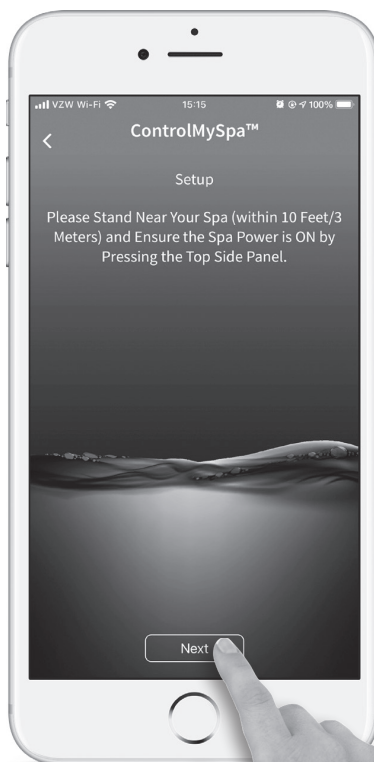 VZW Wi-Fi 15:15 100%
ControlMySpa™
Setup
Please Stand Near Your Spa (within 10 Feet/3
Meters) and Ensure the Spa Power is ON by
Pressing the Top Side Panel.
Next